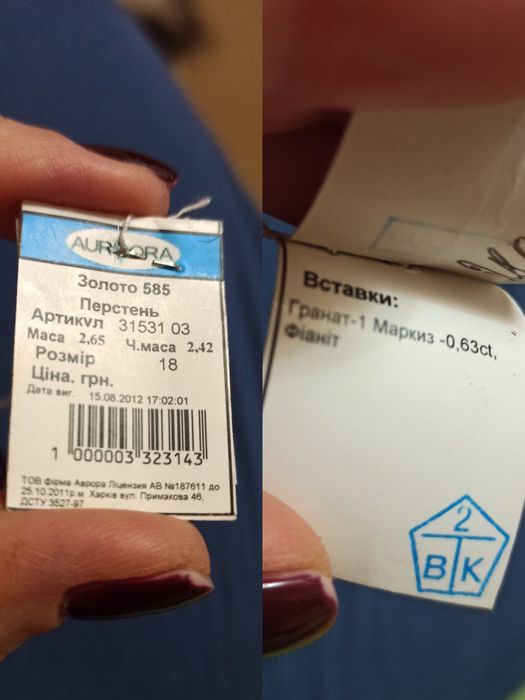 AURORA
Золото 585
Перстень
Артикул 31531 03
Маса 2,65 Ч.маса 2,42
Розмір 18
Ціна. грн.
Дата виг. 15.08.2012 17:02:01
1 000003 323143
ТОВ фірма Аврора Ліцензия АВ №187611 до
25.10.2011р.м. Харків вул. Примакова 46,
ДСТУ 3527-97
Вставки:
Гранат-1 Маркиз -0,63ct,
Фіаніт
2
В К